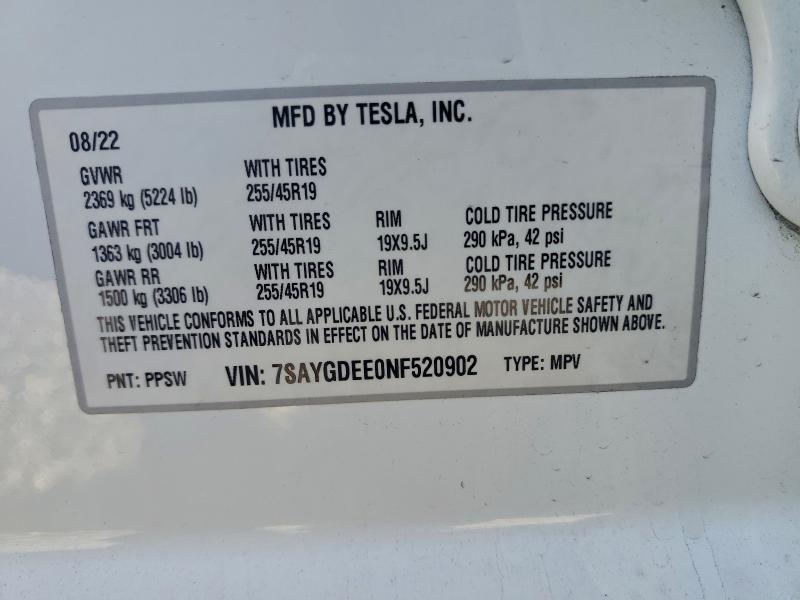 MFD BY TESLA, INC.
08/22
GVWR WITH TIRES
2369 kg (5224 lb) 255/45R19
GAWR FRT WITH TIRES RIM COLD TIRE PRESSURE
1363 kg (3004 lb) 255/45R19 19X9.5J 290 kPa, 42 psi
GAWR RR WITH TIRES RIM COLD TIRE PRESSURE
1500 kg (3306 lb) 255/45R19 19X9.5J 290 kPa, 42 psi
THIS VEHICLE CONFORMS TO ALL APPLICABLE U.S. FEDERAL MOTOR VEHICLE SAFETY AND
THEFT PREVENTION STANDARDS IN EFFECT ON THE DATE OF MANUFACTURE SHOWN ABOVE.
PNT: PPSW VIN: 7SAYGDEE0NF520902 TYPE: MPV